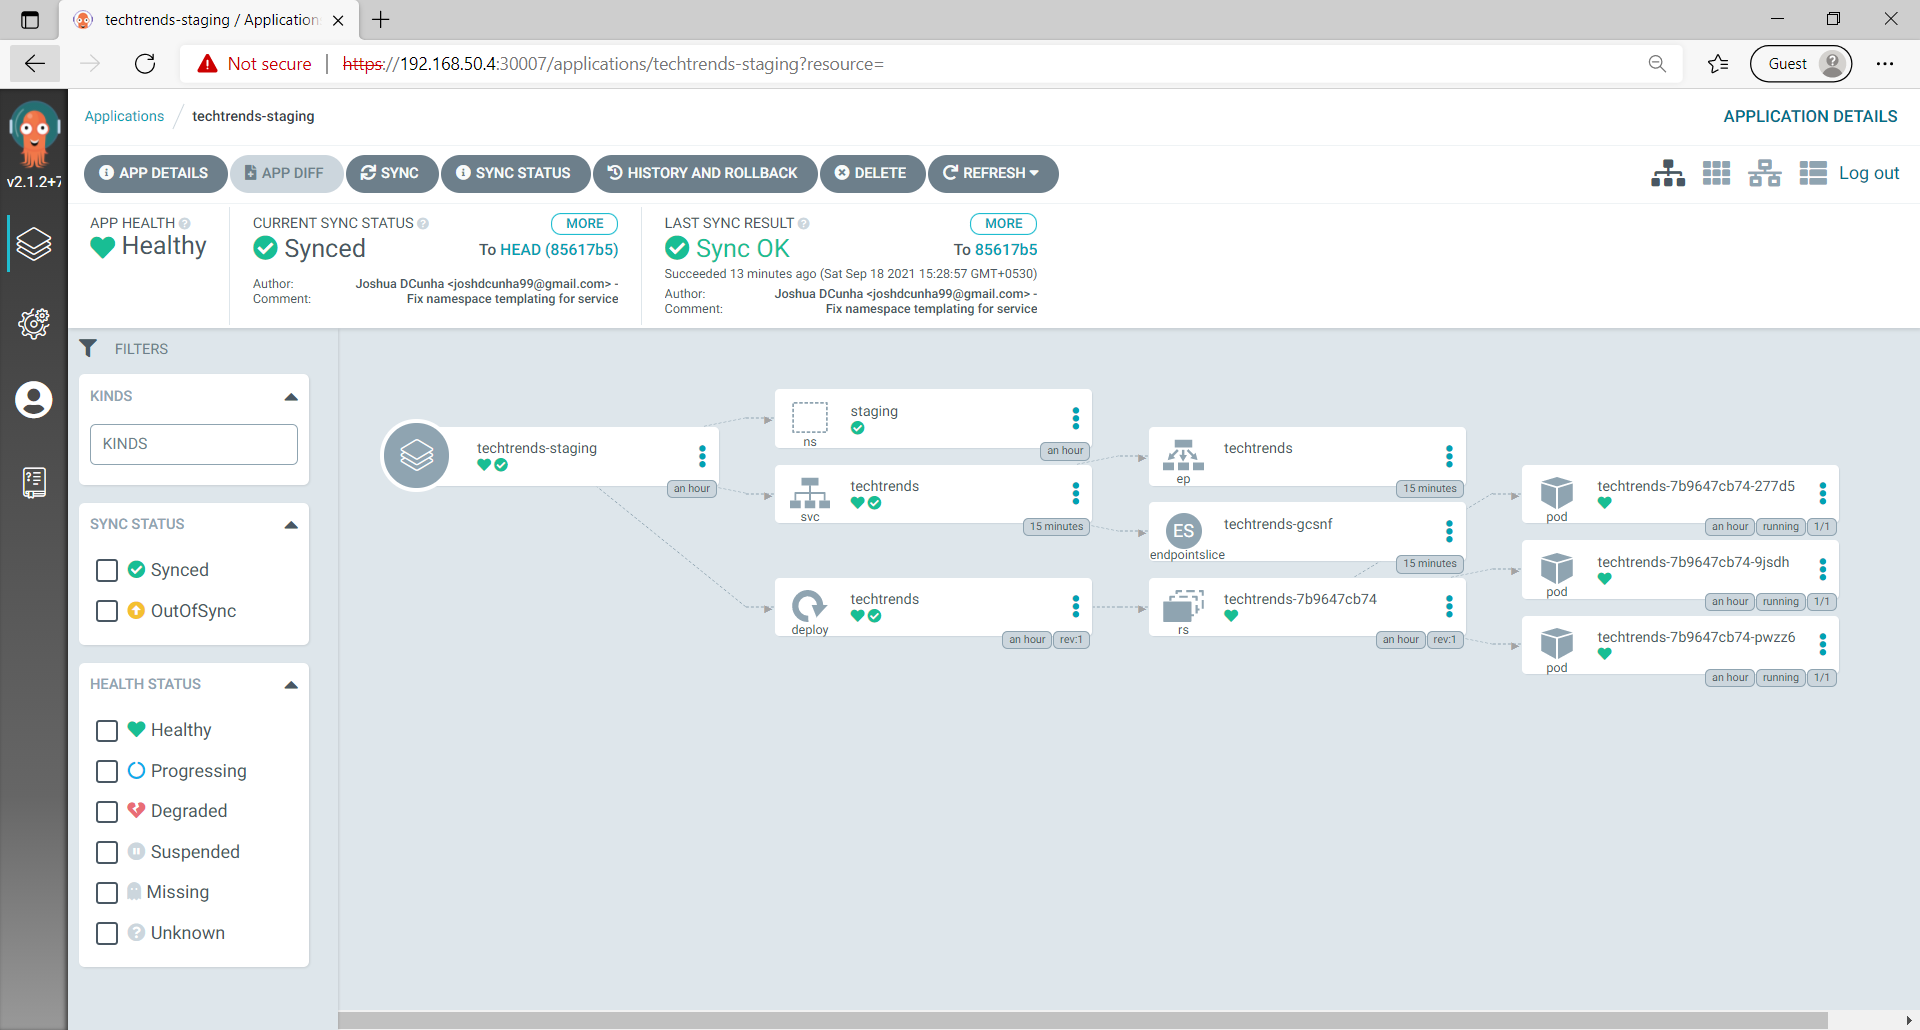 techtrends-staging / Application
Not secure
https://192.168.50.4:30007/applications/techtrends-staging?resource=
Guest
v2.1.2+7
Applications
techtrends-staging
APPLICATION DETAILS
APP DETAILS
APP DIFF
SYNC
SYNC STATUS
HISTORY AND ROLLBACK
DELETE
REFRESH
Log out
APP HEALTH
Healthy
CURRENT SYNC STATUS
MORE
Synced
To HEAD (85617b5)
Author: Joshua DCunha <joshdcunha99@gmail.com> -
Comment: Fix namespace templating for service
LAST SYNC RESULT
MORE
Sync OK
To 85617b5
Succeeded 13 minutes ago (Sat Sep 18 2021 15:28:57 GMT+0530)
Author: Joshua DCunha <joshdcunha99@gmail.com> -
Comment: Fix namespace templating for service
FILTERS
KINDS
KINDS
SYNC STATUS
Synced
OutOfSync
HEALTH STATUS
Healthy
Progressing
Degraded
Suspended
Missing
Unknown
techtrends-staging
an hour
staging
ns
an hour
techtrends
svc
15 minutes
techtrends
deploy
an hour
rev:1
techtrends
ep
15 minutes
ES
techtrends-gcsnf
endpointslice
15 minutes
techtrends-7b9647cb74
rs
an hour
rev:1
techtrends-7b9647cb74-277d5
pod
an hour
running
1/1
techtrends-7b9647cb74-9jsdh
pod
an hour
running
1/1
techtrends-7b9647cb74-pwzz6
pod
an hour
running
1/1